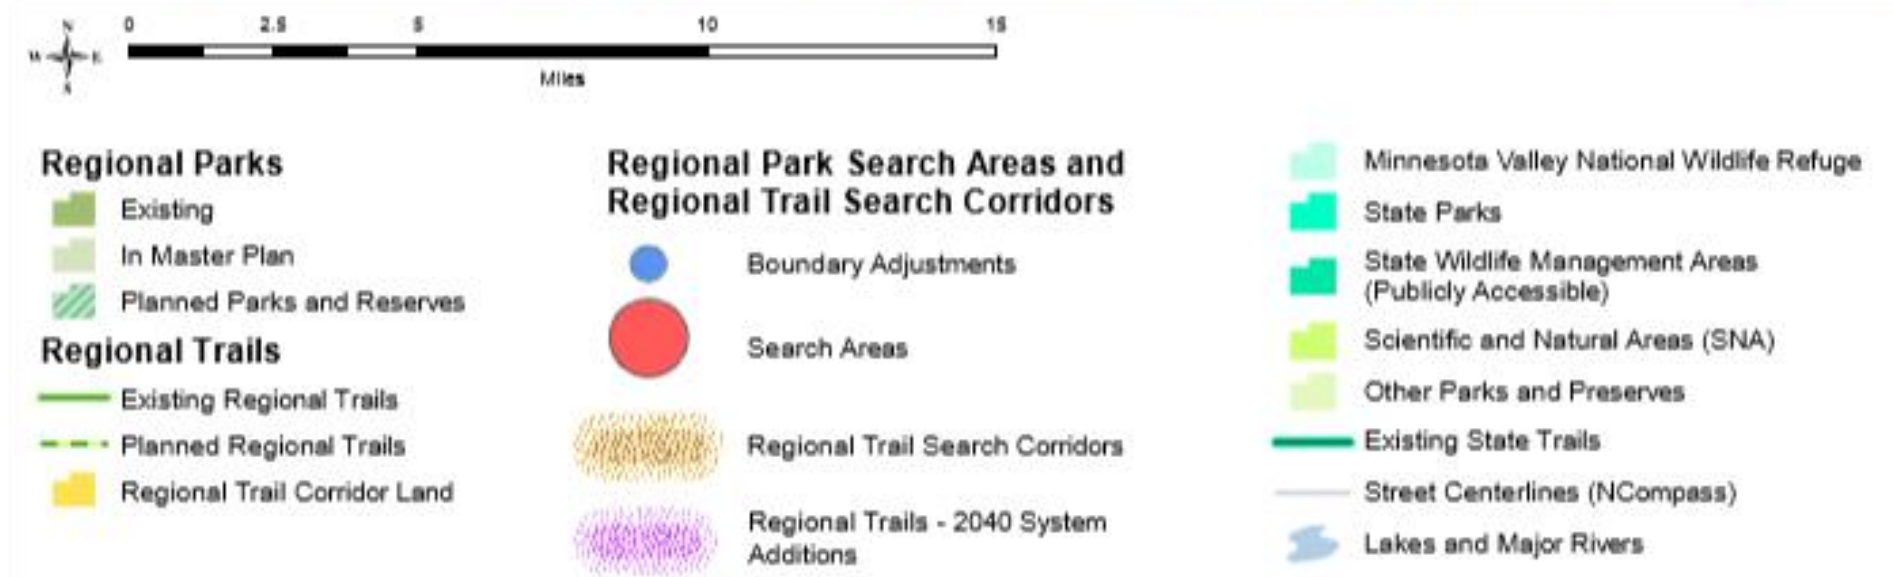 N
W E
S
0 2.5 5 10 15
Miles
Regional Parks
Existing
In Master Plan
Planned Parks and Reserves
Regional Trails
Existing Regional Trails
Planned Regional Trails
Regional Trail Corridor Land
Regional Park Search Areas and
Regional Trail Search Corridors
Boundary Adjustments
Search Areas
Regional Trail Search Corridors
Regional Trails - 2040 System
Additions
Minnesota Valley National Wildlife Refuge
State Parks
State Wildlife Management Areas
(Publicly Accessible)
Scientific and Natural Areas (SNA)
Other Parks and Preserves
Existing State Trails
Street Centerlines (NCompass)
Lakes and Major Rivers